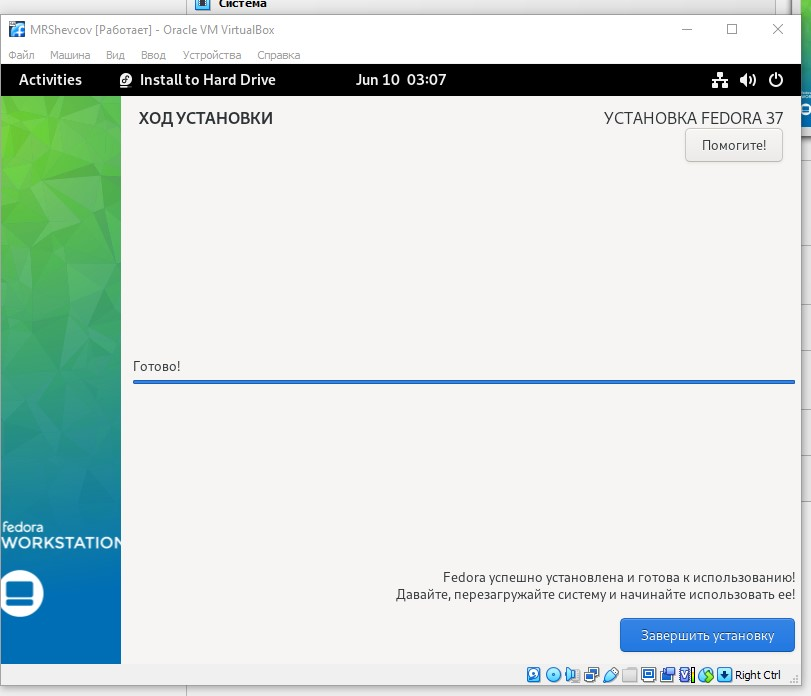 Система
MRShevcov [Работает] - Oracle VM VirtualBox
Файл Машина Вид Ввод Устройства Справка
Activities Install to Hard Drive Jun 10 03:07
ХОД УСТАНОВКИ УСТАНОВКА FEDORA 37
Помогите!
Готово!
fedora
WORKSTATION
Fedora успешно установлена и готова к использованию!
Давайте, перезагружайте систему и начинайте использовать ее!
Завершить установку
Right Ctrl